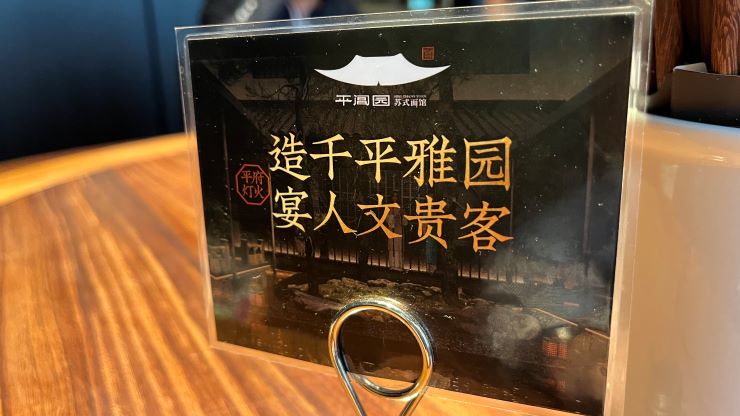 平阊园 苏式面馆
造千平雅园
宴人文贵客
平府
灯火